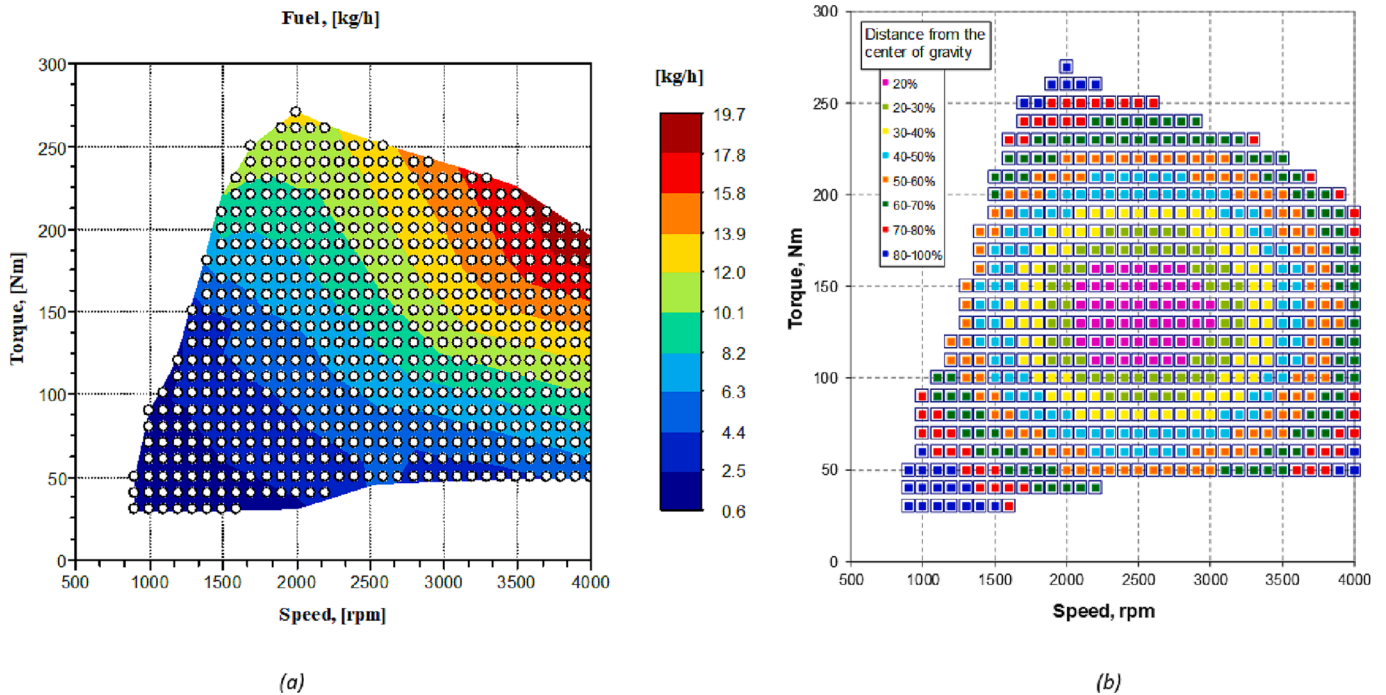 Fuel, [kg/h]
300
250
200
150
100
50
0
Torque, [Nm]
500 1000 1500 2000 2500 3000 3500 4000
Speed, [rpm]
[kg/h]
19.7
17.8
15.8
13.9
12.0
10.1
8.2
6.3
4.4
2.5
0.6
(a)
300
250
200
150
100
50
0
Torque, Nm
Distance from the
center of gravity
20%
20-30%
30-40%
40-50%
50-60%
60-70%
70-80%
80-100%
500 1000 1500 2000 2500 3000 3500 4000
Speed, rpm
(b)